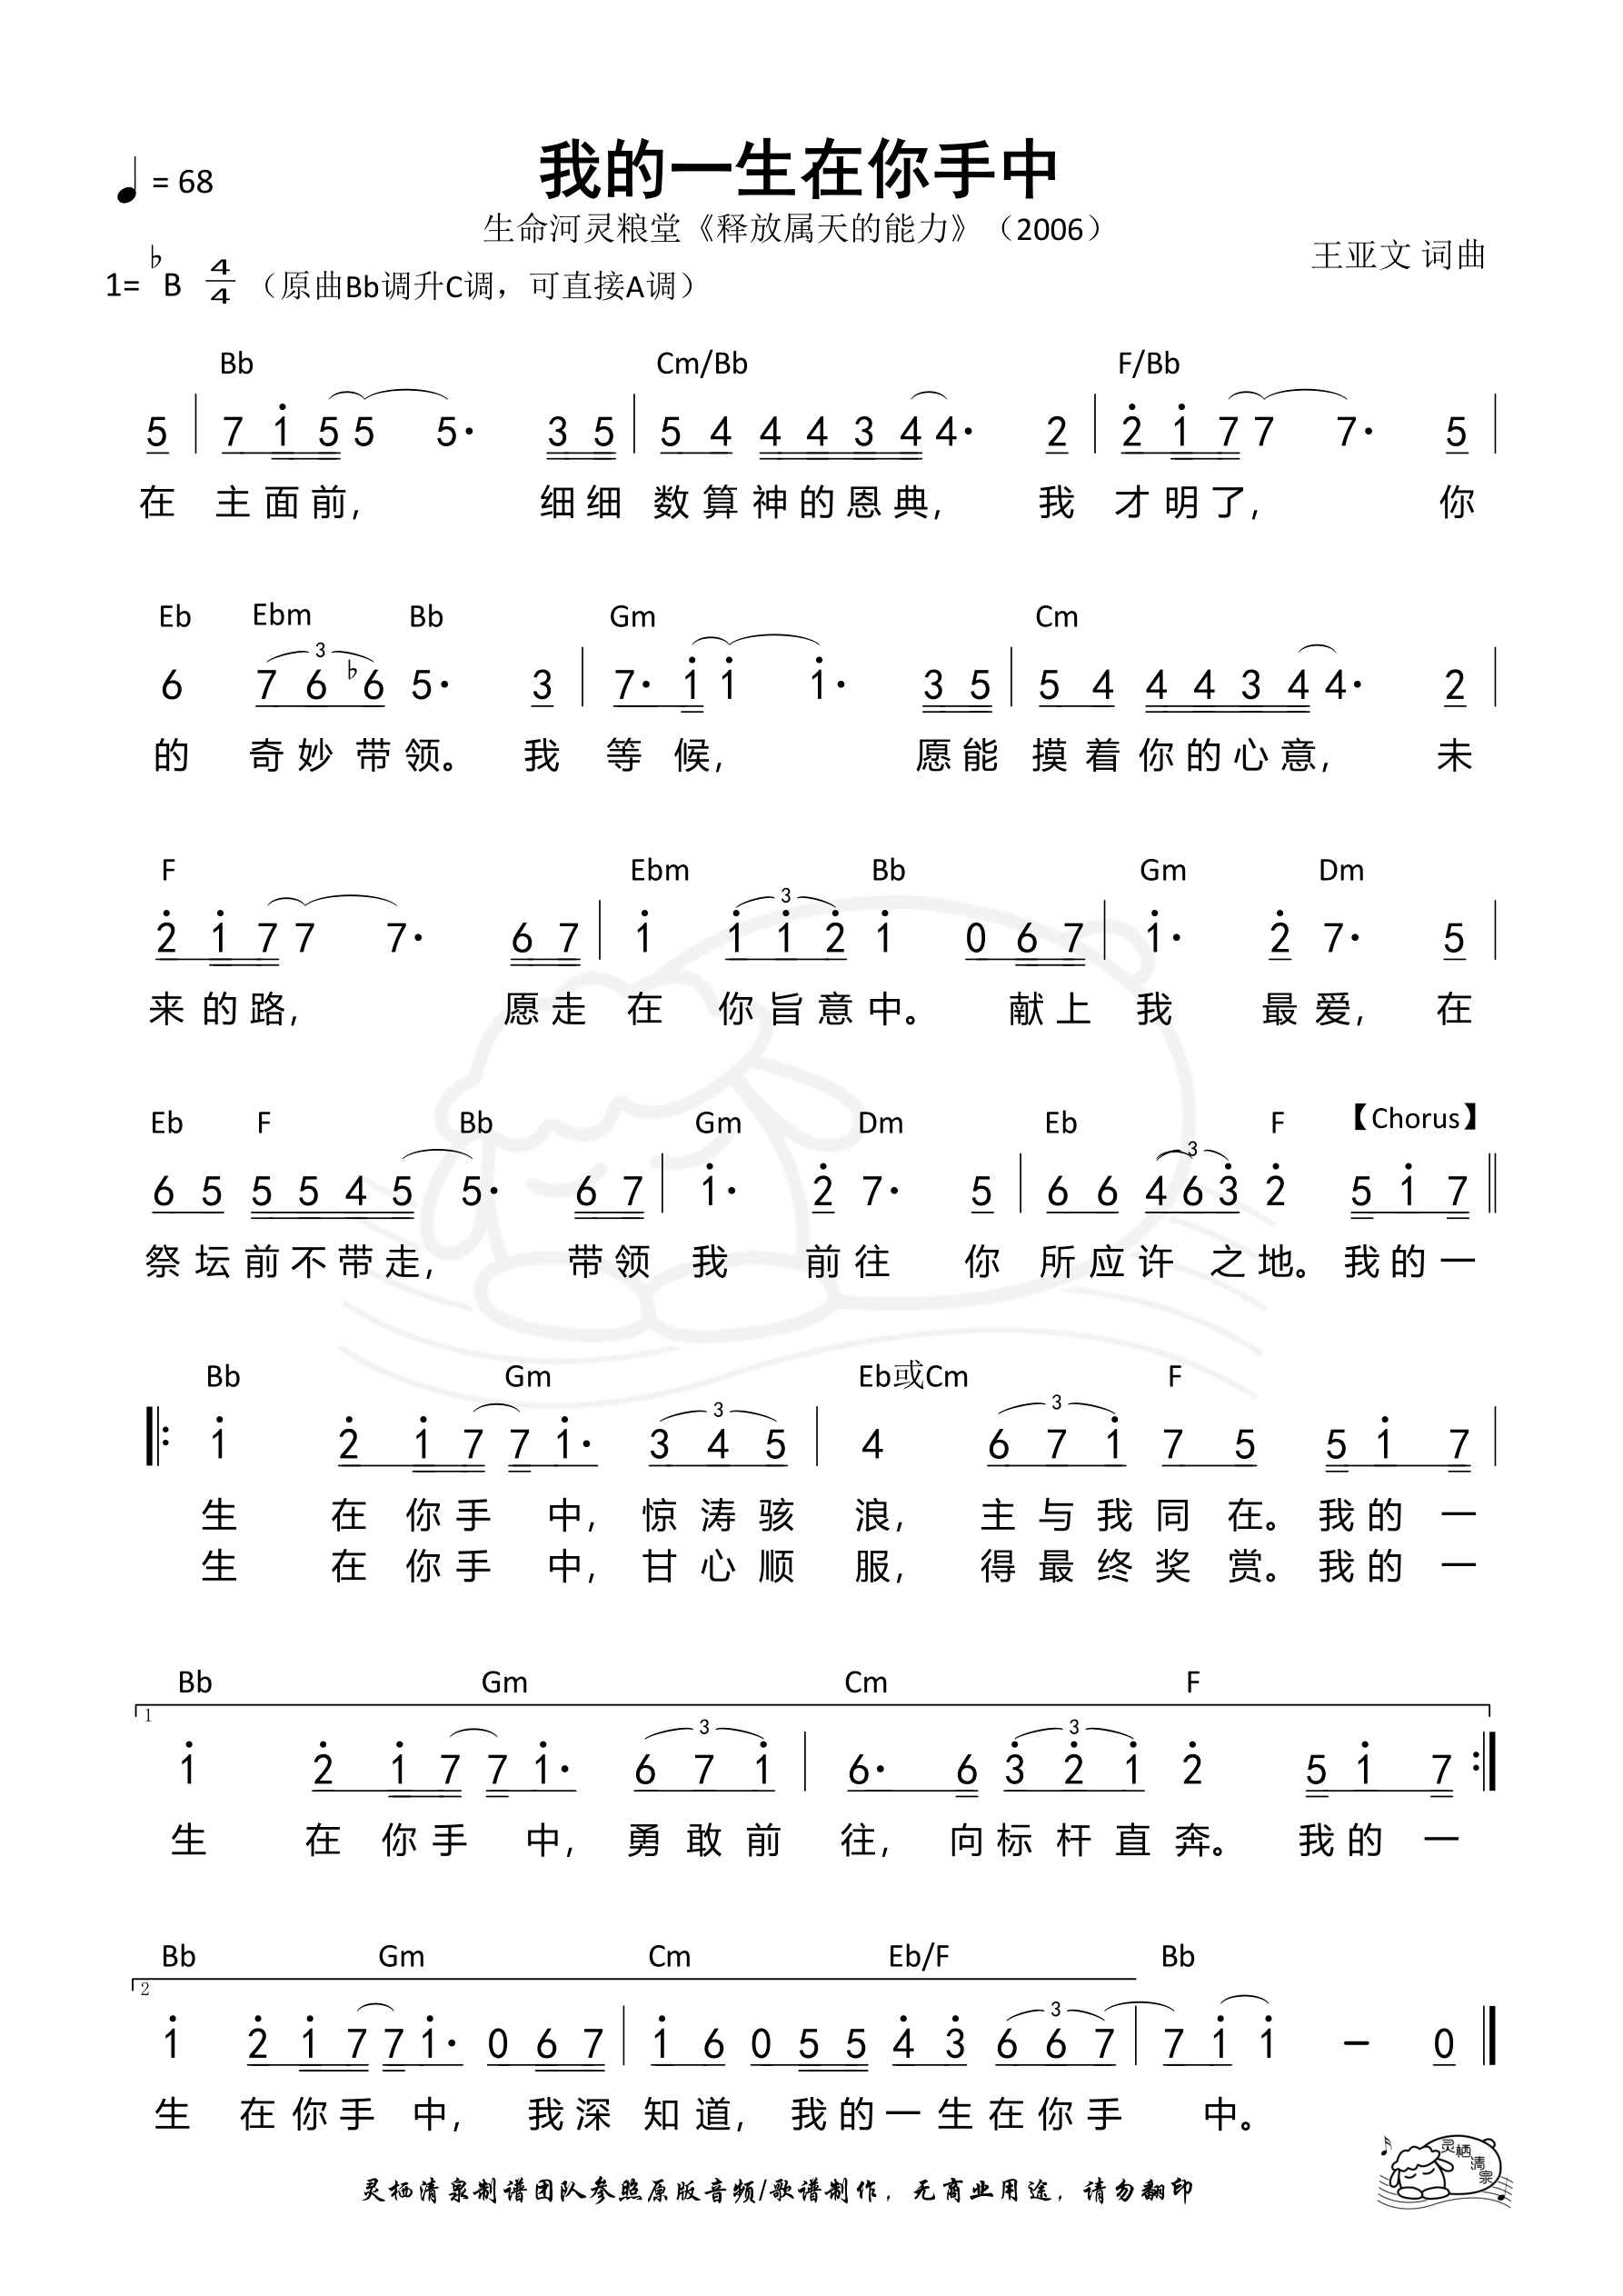 我的一生在你手中
♩= 68
生命河灵粮堂《释放属天的能力》（2006）
王亚文 词曲
1= ♭B 4/4 （原曲Bb调升C调，可直接A调）
Bb Cm/Bb F/Bb
5 | 7 1̇ 5 5 5· 3 5 | 5 4 4 4 3 4 4· 2 | 2̇ 1̇ 7 7 7· 5 |
在 主面前, 细细 数算神的恩典, 我 才明了, 你
Eb Ebm Bb Gm Cm
3
6 7 6 ♭6 5· 3 | 7· 1̇ 1̇ 1̇· 3 5 | 5 4 4 4 3 4 4· 2 |
的 奇妙带领。 我 等候, 愿能 摸着你的心意, 未
F Ebm Bb Gm Dm
3
2̇ 1̇ 7 7 7· 6 7 | 1̇ 1̇ 1̇ 2̇ 1̇ 0 6 7 | 1̇· 2̇ 7· 5 |
来的路, 愿走 在 你旨意中。 献上 我 最爱, 在
Eb F Bb Gm Dm Eb F 【Chorus】
3
6 5 5 5 4 5 5· 6 7 | 1̇· 2̇ 7· 5 | 6 6 4 6 3̇ 2̇ 5 1̇ 7 ‖
祭坛前不带走, 带领 我 前往 你 所应许 之地。 我的一
Bb Gm Eb或Cm F
3 3
‖: 1̇ 2̇ 1̇ 7 7 1̇· 3 4 5 | 4 6 7 1̇ 7 5 5 1̇ 7 |
生 在你手 中, 惊涛骇 浪, 主与我同在。 我的一
生 在你手 中, 甘心顺 服, 得最终奖赏。 我的一
Bb Gm Cm F
1 3 3
1̇ 2̇ 1̇ 7 7 1̇· 6 7 1̇ | 6· 6 3̇ 2̇ 1̇ 2̇ 5 1̇ 7 :‖
生 在你手 中, 勇敢前 往, 向标杆直奔。 我的一
Bb Gm Cm Eb/F Bb
2 3
1̇ 2̇ 1̇ 7 7 1̇· 0 6 7 | 1̇ 6 0 5 5 4̇ 3̇ 6 6 7 | 7 1̇ 1̇ － 0 ‖
生 在你手 中, 我深 知道, 我的一生在你手 中。
灵栖清泉
灵栖清泉制谱团队参照原版音频/歌谱制作，无商业用途，请勿翻印